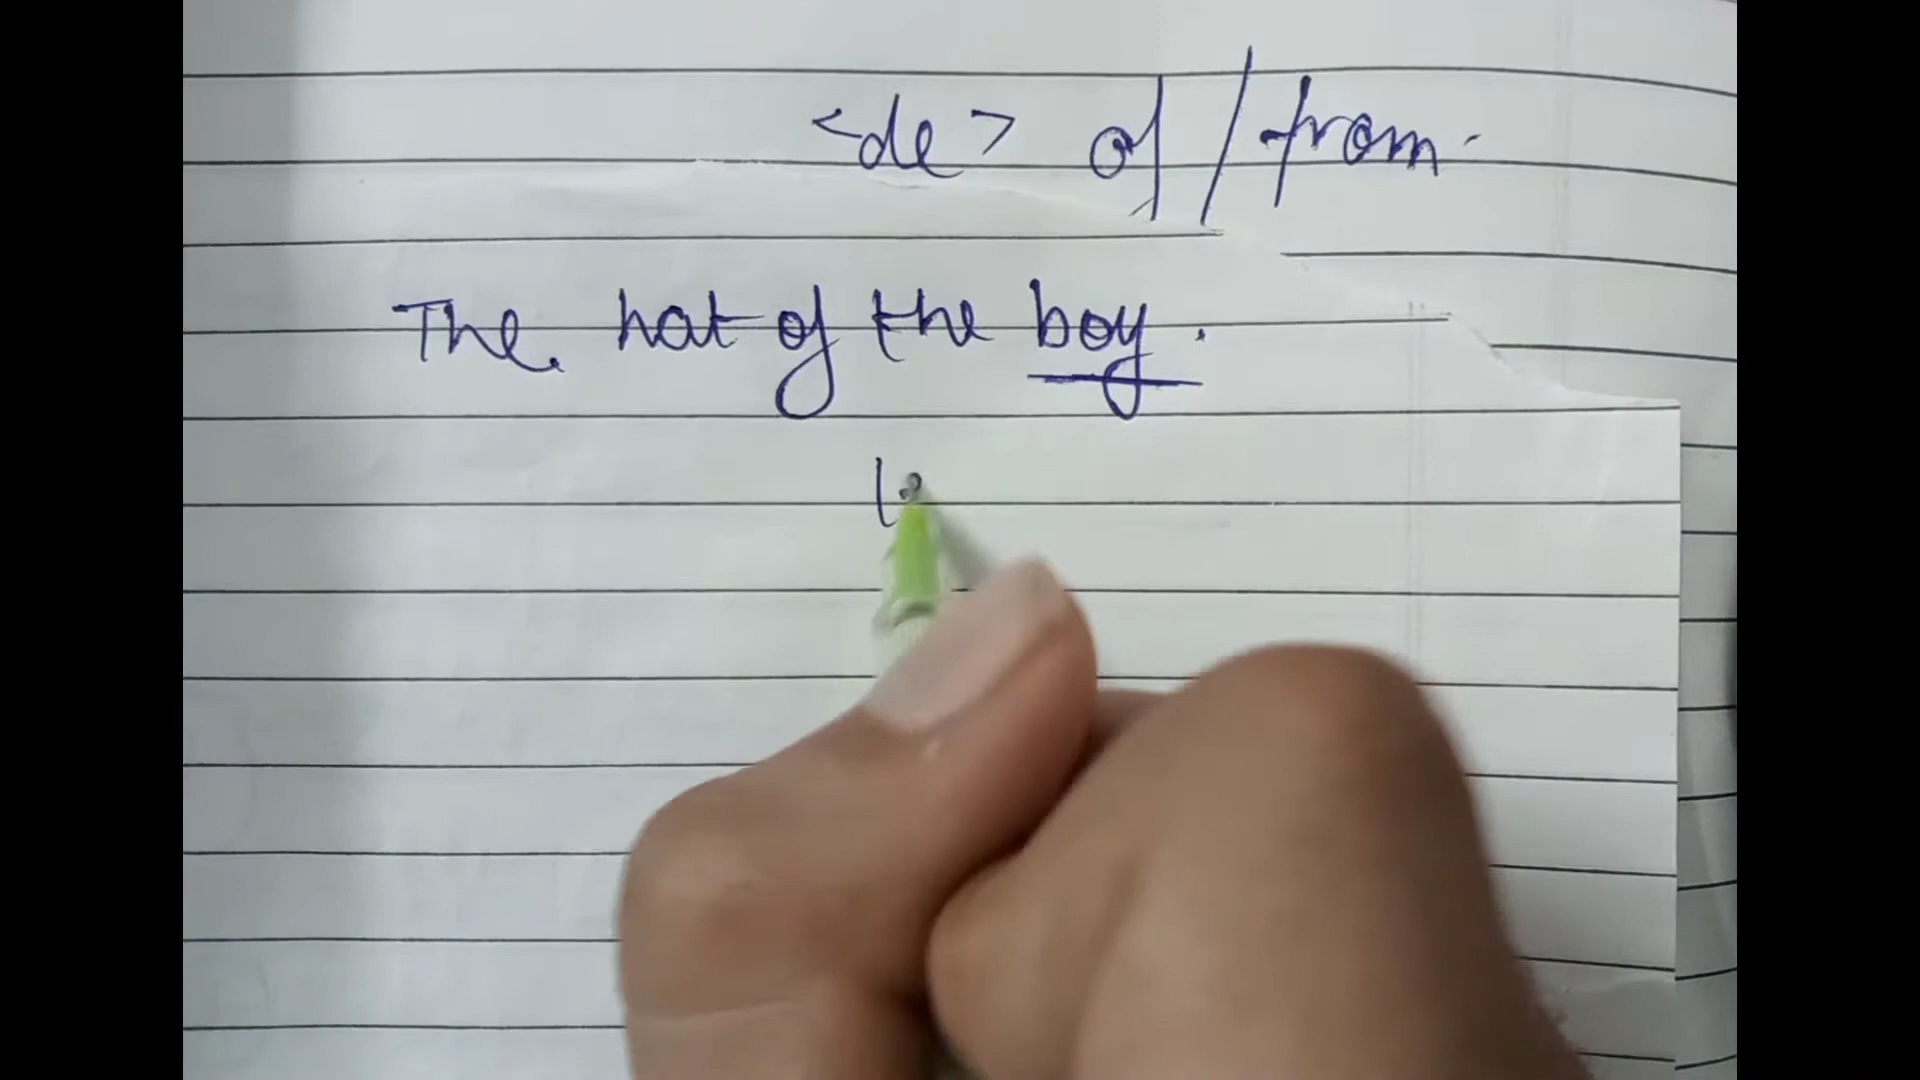 <de> of / from.
The hat of the boy.